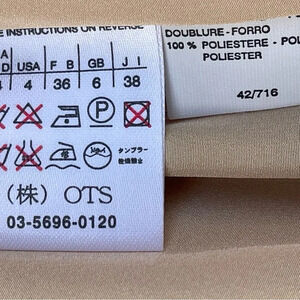 E INSTRUCTIONS ON REVERSE
A USA F B GB J I
D
4 4 36 6 38
P
タンブラー
乾燥禁止
(株) OTS
03-5696-0120
DOUBLURE-FORRO
100 % POLIESTERE - POL
POLIESTER
42/716